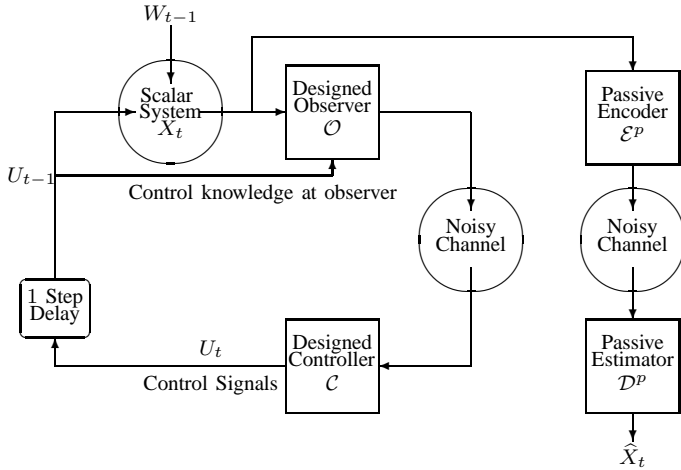 W_{t-1}
Scalar
System
X_t
Designed
Observer
𝒪
Passive
Encoder
ℰ^p
U_{t-1}
Control knowledge at observer
Noisy
Channel
Noisy
Channel
1 Step
Delay
U_t
Control Signals
Designed
Controller
𝒞
Passive
Estimator
𝒟^p
X̂_t